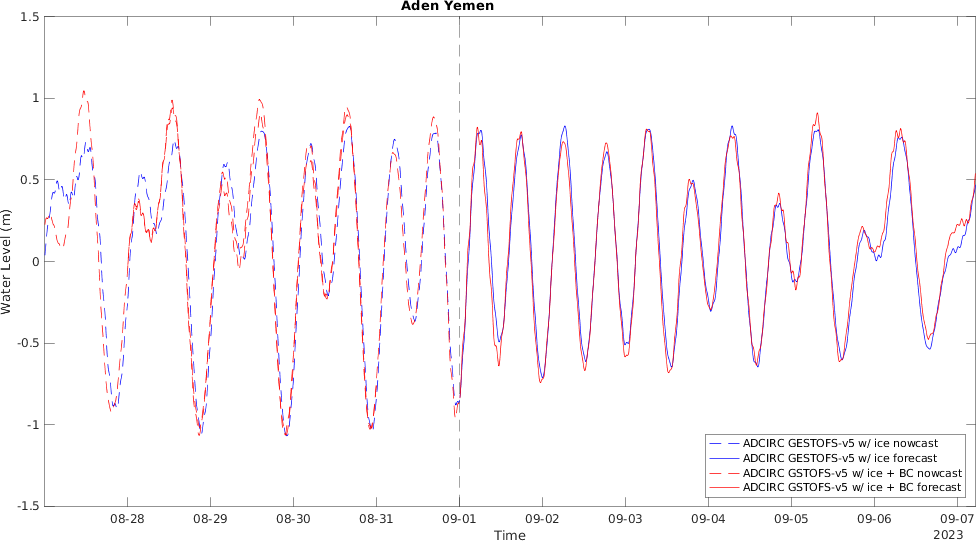 Aden Yemen
1.5
1
0.5
0
-0.5
-1
-1.5
Water Level (m)
ADCIRC GESTOFS-v5 w/ ice nowcast
ADCIRC GESTOFS-v5 w/ ice forecast
ADCIRC GSTOFS-v5 w/ ice + BC nowcast
ADCIRC GSTOFS-v5 w/ ice + BC forecast
08-28 08-29 08-30 08-31 09-01 09-02 09-03 09-04 09-05 09-06 09-07
Time
2023